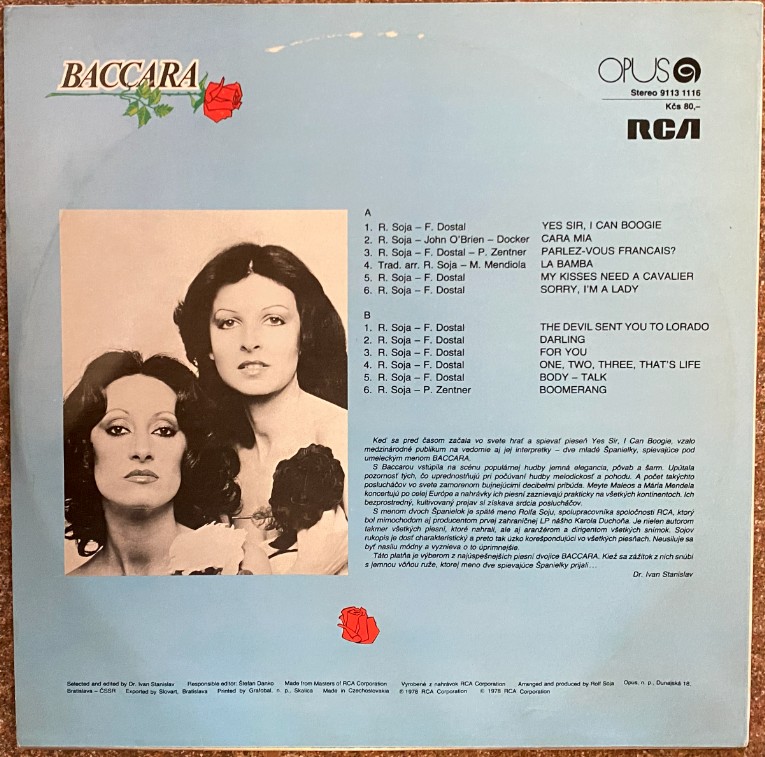 BACCARA
OPUS
Stereo 9113 1116
Kčs 80,–
RCA
A
1. R. Soja – F. Dostal YES SIR, I CAN BOOGIE
2. R. Soja – John O'Brien – Docker CARA MIA
3. R. Soja – F. Dostal – P. Zentner PARLEZ-VOUS FRANCAIS?
4. Trad. arr. R. Soja – M. Mendiola LA BAMBA
5. R. Soja – F. Dostal MY KISSES NEED A CAVALIER
6. R. Soja – F. Dostal SORRY, I'M A LADY
B
1. R. Soja – F. Dostal THE DEVIL SENT YOU TO LORADO
2. R. Soja – F. Dostal DARLING
3. R. Soja – F. Dostal FOR YOU
4. R. Soja – F. Dostal ONE, TWO, THREE, THAT'S LIFE
5. R. Soja – F. Dostal BODY – TALK
6. R. Soja – P. Zentner BOOMERANG
Keď sa pred časom začala vo svete hrať a spievať pieseň Yes Sir, I Can Boogie, vzalo
medzinárodné publikum na vedomie aj jej interpretky – dve mladé Španielky, spievajúce pod
umeleckým menom BACCARA.
S Baccarou vstúpila na scénu populárnej hudby jemná elegancia, pôvab a šarm. Upútala
pozornosť tých, čo uprednostňujú pri počúvaní hudby melodickosť a pohodu. A počet takýchto
poslucháčov vo svete zamorenom bujnejúcimi decibelmi pribúda. Meyte Mateos a Mária Mendela
koncertujú po celej Európe a nahrávky ich piesní zaznievajú prakticky na všetkých kontinentoch. Ich
bezprostredný, kultivovaný prejav si získava srdcia poslucháčov.
S menom dvoch Španielok je späté meno Rolfa Soju, spolupracovníka spoločnosti RCA, ktorý
bol mimochodom aj producentom prvej zahraničnej LP nášho Karola Duchoňa. Je nielen autorom
takmer všetkých piesní, ktoré nahrali, ale aj aranžérom a dirigentom všetkých snímok. Sojov
rukopis je dosť charakteristický a preto tak úzko korešpondujúci vo všetkých piesňach. Neusiluje sa
byť nasilu módny a vyznieva o to úprimnejšie.
Táto platňa je výberom z najúspešnejších piesní dvojice BACCARA. Kiež sa zážitok z nich snúbi
s jemnou vôňou ruže, ktorej meno dve spievajúce Španielky prijali...
Dr. Ivan Stanislav
Selected and edited by Dr. Ivan Stanislav Responsible editor: Štefan Danko Made from Masters of RCA Corporation Vyrobené z nahrávok RCA Corporation Arranged and produced by Rolf Soja Opus, n. p., Dunajská 18,
Bratislava – ČSSR Exported by Slovart, Bratislava Printed by Grafobal, n. p., Skalica Made in Czechoslovakia ℗ 1978 RCA Corporation © 1978 RCA Corporation